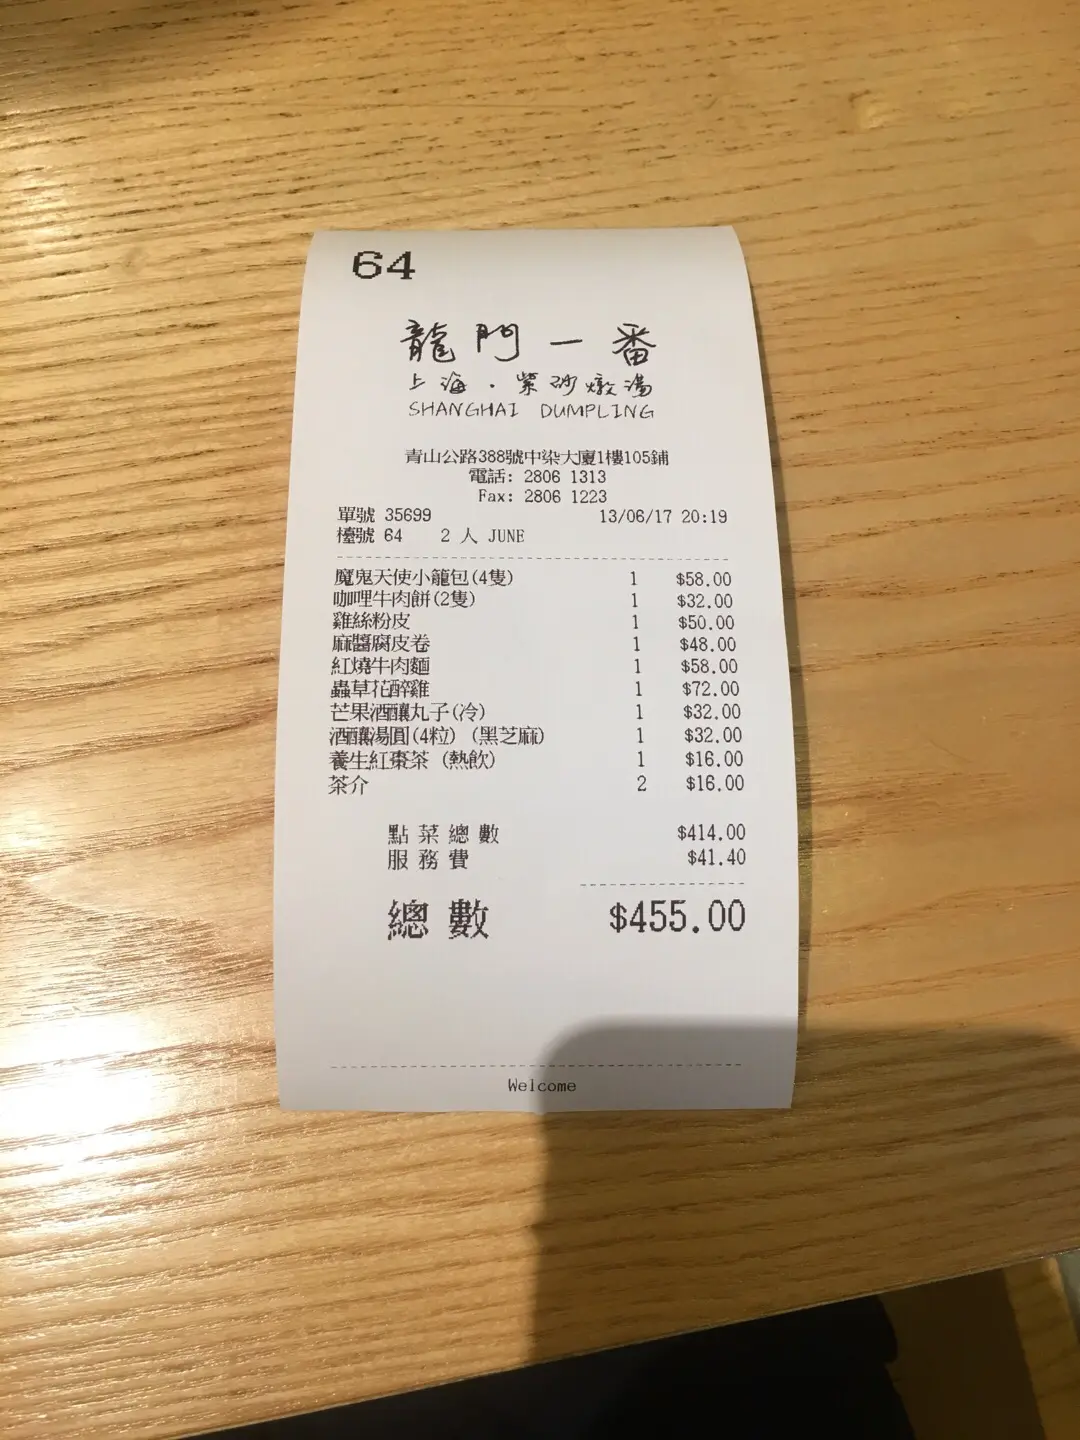 64
龍門一番
上海·紫砂燉湯
SHANGHAI DUMPLING
青山公路388號中染大廈1樓105鋪
電話: 2806 1313
Fax: 2806 1223
單號 35699 13/06/17 20:19
檯號 64 2 人 JUNE
魔鬼天使小籠包(4隻) 1 $58.00
咖哩牛肉餅(2隻) 1 $32.00
雞絲粉皮 1 $50.00
麻醬腐皮卷 1 $48.00
紅燒牛肉麵 1 $58.00
蟲草花醉雞 1 $72.00
芒果酒釀丸子(冷) 1 $32.00
酒釀湯圓(4粒) (黑芝麻) 1 $32.00
養生紅棗茶 (熱飲) 1 $16.00
茶介 2 $16.00
點菜總數 $414.00
服務費 $41.40
總數 $455.00
Welcome